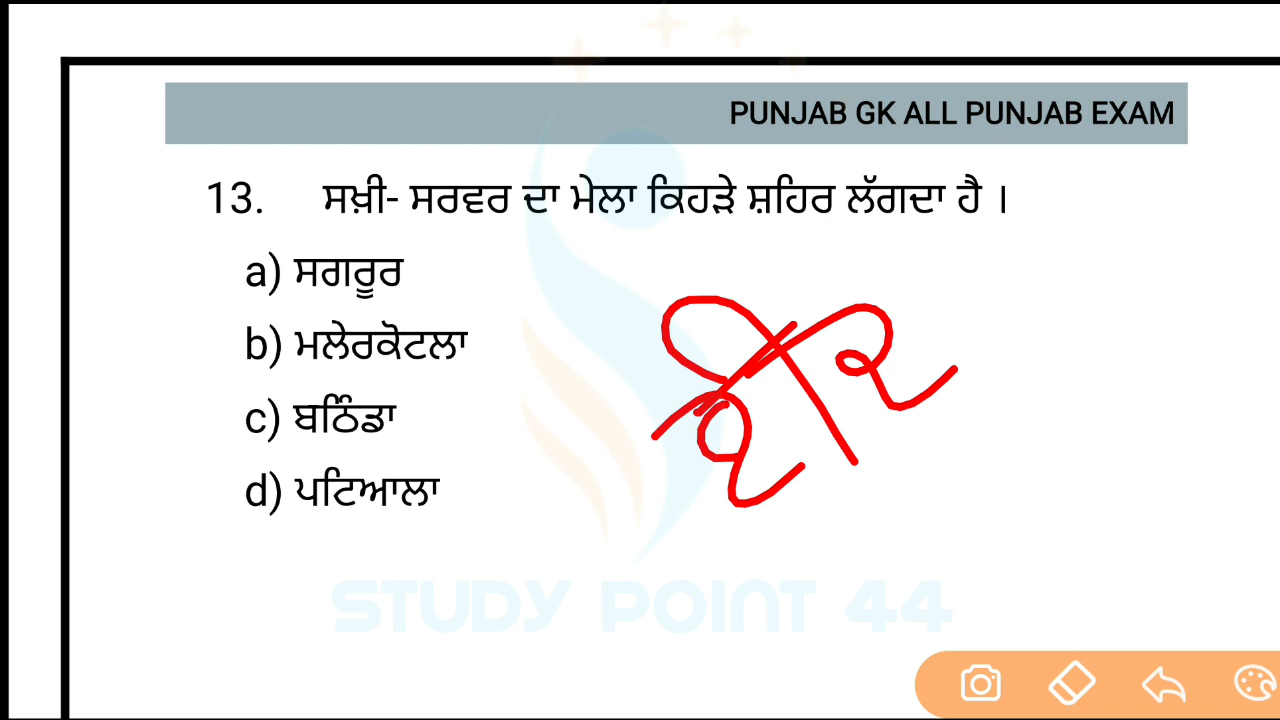 PUNJAB GK ALL PUNJAB EXAM
13. ਸਖ਼ੀ- ਸਰਵਰ ਦਾ ਮੇਲਾ ਕਿਹੜੇ ਸ਼ਹਿਰ ਲੱਗਦਾ ਹੈ ।
a) ਸਗਰੂਰ
b) ਮਲੇਰਕੋਟਲਾ
c) ਬਠਿੰਡਾ
d) ਪਟਿਆਲਾ
STUDY POINT 44